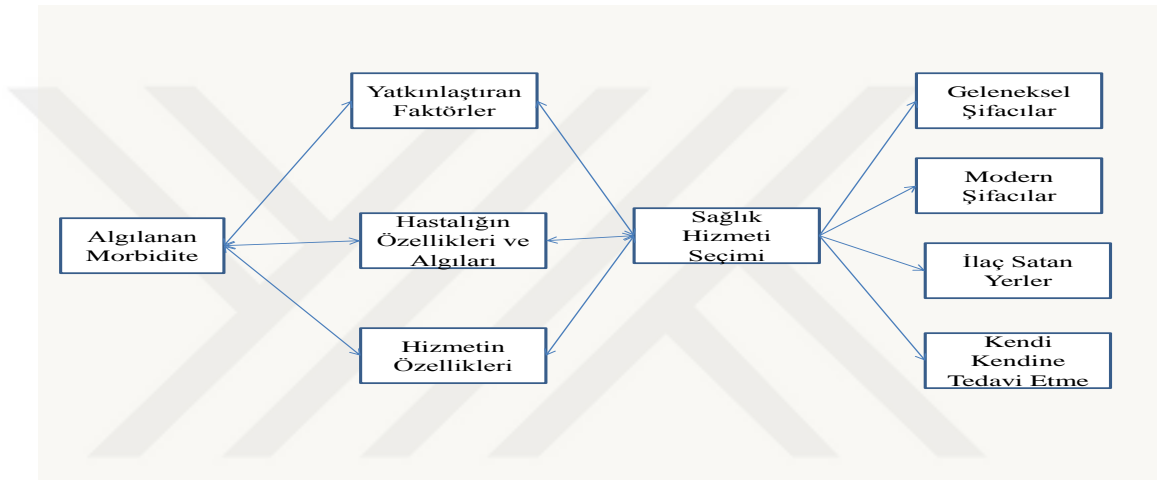 Algılanan
Morbidite
Yatkınlaştıran
Faktörler
Hastalığın
Özellikleri ve
Algıları
Hizmetin
Özellikleri
Sağlık
Hizmeti
Seçimi
Geleneksel
Şifacılar
Modern
Şifacılar
İlaç Satan
Yerler
Kendi
Kendine
Tedavi Etme